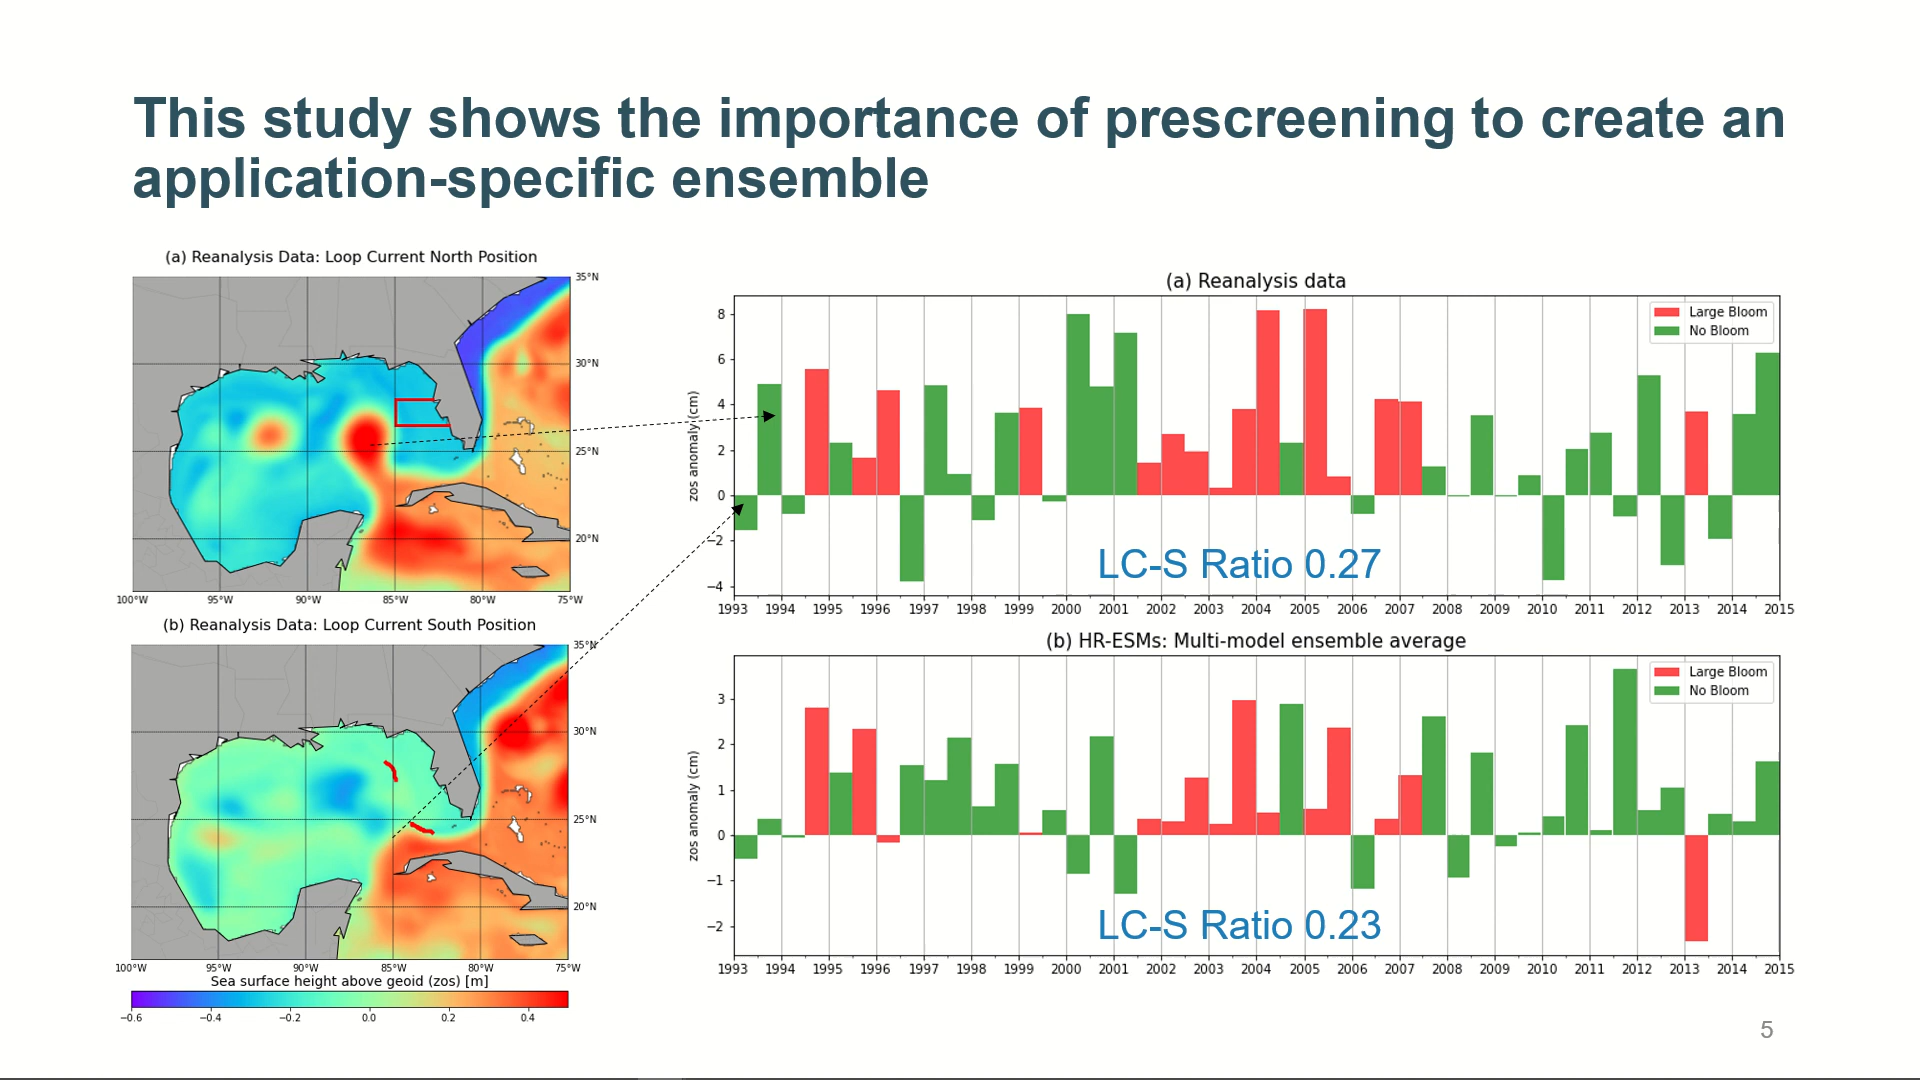 This study shows the importance of prescreening to create an
application-specific ensemble
(a) Reanalysis Data: Loop Current North Position
35°N
30°N
25°N
20°N
100°W 95°W 90°W 85°W 80°W 75°W
(b) Reanalysis Data: Loop Current South Position
35°N
30°N
25°N
20°N
100°W 95°W 90°W 85°W 80°W 75°W
Sea surface height above geoid (zos) [m]
−0.6 −0.4 −0.2 0.0 0.2 0.4
(a) Reanalysis data
Large Bloom
No Bloom
zos anomaly (cm)
8
6
4
2
0
−2
−4
LC-S Ratio 0.27
1993 1994 1995 1996 1997 1998 1999 2000 2001 2002 2003 2004 2005 2006 2007 2008 2009 2010 2011 2012 2013 2014 2015
(b) HR-ESMs: Multi-model ensemble average
Large Bloom
No Bloom
zos anomaly (cm)
3
2
1
0
−1
−2
LC-S Ratio 0.23
1993 1994 1995 1996 1997 1998 1999 2000 2001 2002 2003 2004 2005 2006 2007 2008 2009 2010 2011 2012 2013 2014 2015
5